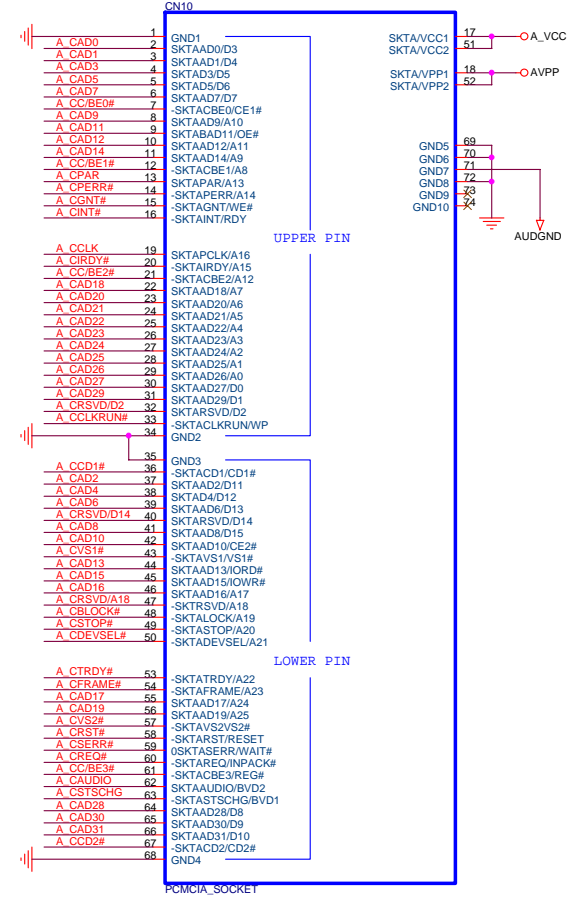 CN10
1 GND1
A_CAD0 2 SKTAAD0/D3
A_CAD1 3 SKTAAD1/D4
A_CAD3 4 SKTAD3/D5
A_CAD5 5 SKTAAD5/D6
A_CAD7 6 SKTAAD7/D7
A_CC/BE0# 7 -SKTACBE0/CE1#
A_CAD9 8 SKTAAD9/A10
A_CAD11 9 SKTABAD11/OE#
A_CAD12 10 SKTAAD12/A11
A_CAD14 11 SKTAAD14/A9
A_CC/BE1# 12 -SKTACBE1/A8
A_CPAR 13 SKTAPAR/A13
A_CPERR# 14 -SKTAPERR/A14
A_CGNT# 15 -SKTAGNT/WE#
A_CINT# 16 -SKTAINT/RDY
UPPER PIN
A_CCLK 19 SKTAPCLK/A16
A_CIRDY# 20 -SKTAIRDY/A15
A_CC/BE2# 21 -SKTACBE2/A12
A_CAD18 22 SKTAAD18/A7
A_CAD20 23 SKTAAD20/A6
A_CAD21 24 SKTAAD21/A5
A_CAD22 25 SKTAAD22/A4
A_CAD23 26 SKTAAD23/A3
A_CAD24 27 SKTAAD24/A2
A_CAD25 28 SKTAAD25/A1
A_CAD26 29 SKTAAD26/A0
A_CAD27 30 SKTAAD27/D0
A_CAD29 31 SKTAAD29/D1
A_CRSVD/D2 32 SKTARSVD/D2
A_CCLKRUN# 33 -SKTACLKRUN/WP
34 GND2
35 GND3
A_CCD1# 36 -SKTACD1/CD1#
A_CAD2 37 SKTAAD2/D11
A_CAD4 38 SKTAD4/D12
A_CAD6 39 SKTAAD6/D13
A_CRSVD/D14 40 SKTARSVD/D14
A_CAD8 41 SKTAAD8/D15
A_CAD10 42 SKTAAD10/CE2#
A_CVS1# 43 -SKTAVS1/VS1#
A_CAD13 44 SKTAAD13/IORD#
A_CAD15 45 SKTAAD15/IOWR#
A_CAD16 46 SKTAAD16/A17
A_CRSVD/A18 47 -SKTRSVD/A18
A_CBLOCK# 48 -SKTALOCK/A19
A_CSTOP# 49 -SKTASTOP/A20
A_CDEVSEL# 50 -SKTADEVSEL/A21
LOWER PIN
A_CTRDY# 53 -SKTATRDY/A22
A_CFRAME# 54 -SKTAFRAME/A23
A_CAD17 55 SKTAAD17/A24
A_CAD19 56 SKTAAD19/A25
A_CVS2# 57 -SKTAVS2VS2#
A_CRST# 58 -SKTARST/RESET
A_CSERR# 59 0SKTASERR/WAIT#
A_CREQ# 60 -SKTAREQ/INPACK#
A_CC/BE3# 61 -SKTACBE3/REG#
A_CAUDIO 62 SKTAAUDIO/BVD2
A_CSTSCHG 63 -SKTASTSCHG/BVD1
A_CAD28 64 SKTAAD28/D8
A_CAD30 65 SKTAAD30/D9
A_CAD31 66 SKTAAD31/D10
A_CCD2# 67 -SKTACD2/CD2#
68 GND4
SKTA/VCC1 17 A_VCC
SKTA/VCC2 51
SKTA/VPP1 18 AVPP
SKTA/VPP2 52
GND5 69
GND6 70
GND7 71
GND8 72
GND9 73
GND10 74
AUDGND
PCMCIA_SOCKET